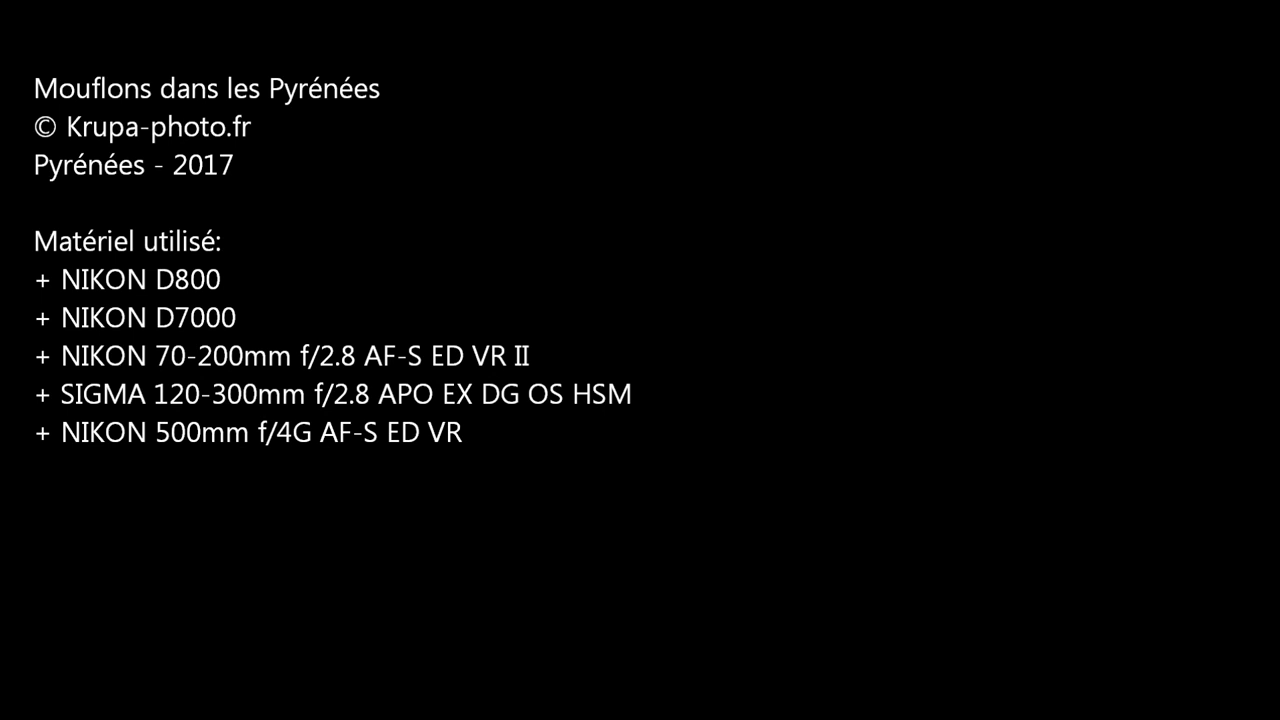 Mouflons dans les Pyrénées
© Krupa-photo.fr
Pyrénées - 2017
Matériel utilisé:
+ NIKON D800
+ NIKON D7000
+ NIKON 70-200mm f/2.8 AF-S ED VR II
+ SIGMA 120-300mm f/2.8 APO EX DG OS HSM
+ NIKON 500mm f/4G AF-S ED VR